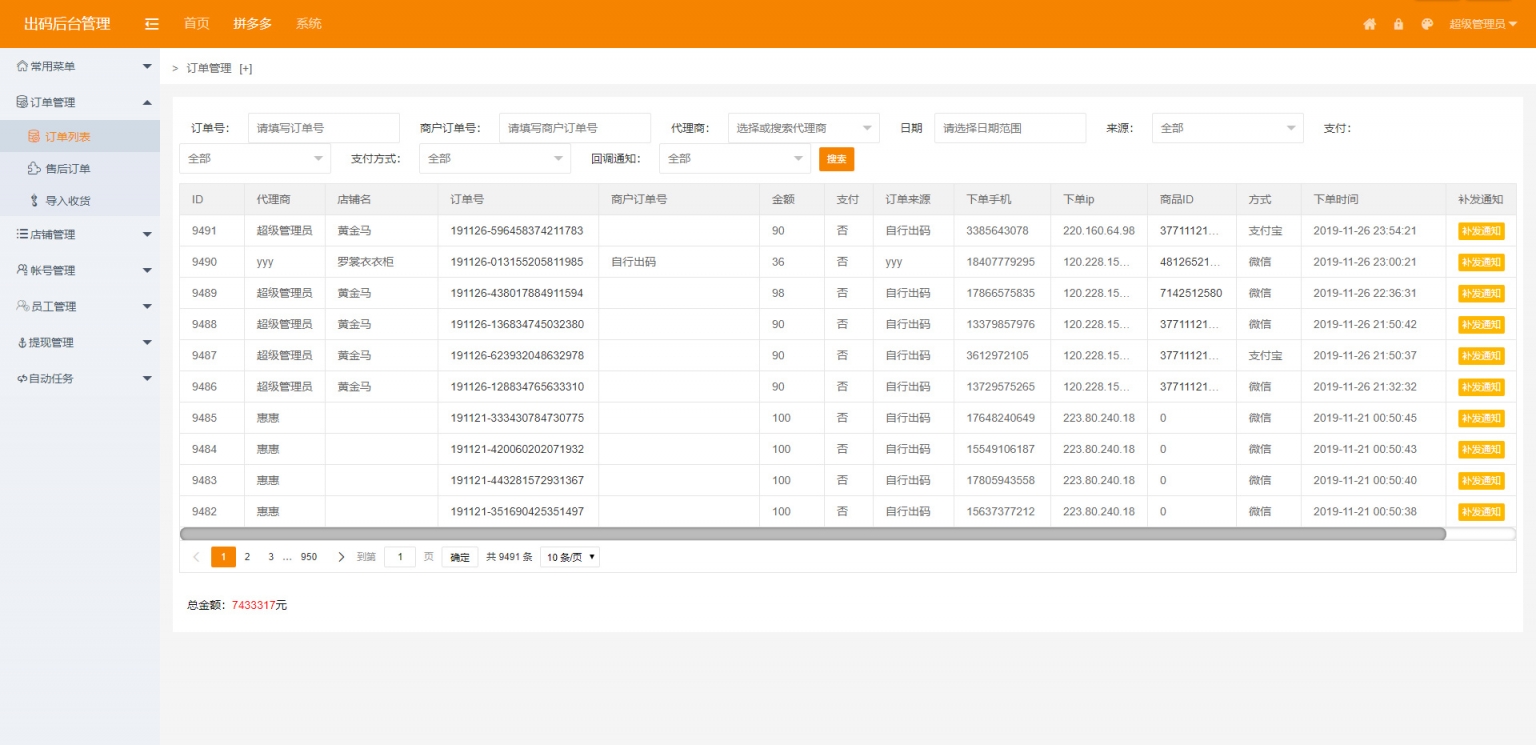 出码后台管理 首页 拼多多 系统 超级管理员
常用菜单
订单管理
订单列表
售后订单
导入收货
店铺管理
帐号管理
员工管理
提现管理
自动任务
> 订单管理 [+]
订单号: 请填写订单号 商户订单号: 请填写商户订单号 代理商: 选择或搜索代理商 日期 请选择日期范围 来源: 全部 支付:
全部 支付方式: 全部 回调通知: 全部 搜索
ID 代理商 店铺名 订单号 商户订单号 金额 支付 订单来源 下单手机 下单ip 商品ID 方式 下单时间 补发通知
9491 超级管理员 黄金马 191126-596458374211783 90 否 自行出码 3385643078 220.160.64.98 37711121... 支付宝 2019-11-26 23:54:21 补发通知
9490 yyy 罗裳衣衣柜 191126-013155205811985 自行出码 36 否 yyy 18407779295 120.228.15... 48126521... 微信 2019-11-26 23:00:21 补发通知
9489 超级管理员 黄金马 191126-438017884911594 98 否 自行出码 17866575835 120.228.15... 7142512580 微信 2019-11-26 22:36:31 补发通知
9488 超级管理员 黄金马 191126-136834745032380 90 否 自行出码 13379857976 120.228.15... 37711121... 微信 2019-11-26 21:50:42 补发通知
9487 超级管理员 黄金马 191126-623932048632978 90 否 自行出码 3612972105 120.228.15... 37711121... 支付宝 2019-11-26 21:50:37 补发通知
9486 超级管理员 黄金马 191126-128834765633310 90 否 自行出码 13729575265 120.228.15... 37711121... 微信 2019-11-26 21:32:32 补发通知
9485 惠惠 191121-333430784730775 100 否 自行出码 17648240649 223.80.240.18 0 微信 2019-11-21 00:50:45 补发通知
9484 惠惠 191121-420060202071932 100 否 自行出码 15549106187 223.80.240.18 0 微信 2019-11-21 00:50:43 补发通知
9483 惠惠 191121-443281572931367 100 否 自行出码 17805943558 223.80.240.18 0 微信 2019-11-21 00:50:40 补发通知
9482 惠惠 191121-351690425351497 100 否 自行出码 15637377212 223.80.240.18 0 微信 2019-11-21 00:50:38 补发通知
1 2 3 ... 950 到第 1 页 确定 共 9491 条 10 条/页
总金额: 7433317元